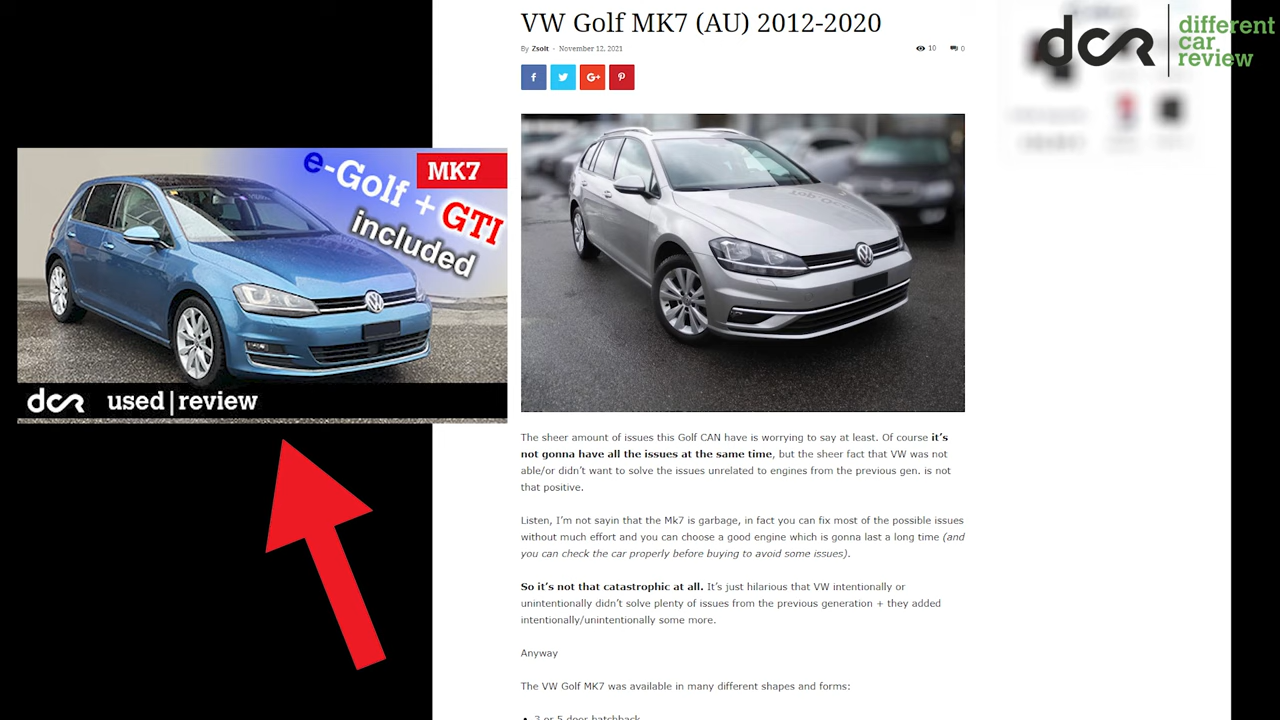 VW Golf MK7 (AU) 2012-2020
By Zsolt - November 12, 2021
10
0
dcr
different
car
review
MK7
e-Golf + GTI
included
dcr used|review
The sheer amount of issues this Golf CAN have is worrying to say at least. Of course it's
not gonna have all the issues at the same time, but the sheer fact that VW was not
able/or didn't want to solve the issues unrelated to engines from the previous gen. is not
that positive.
Listen, I'm not sayin that the Mk7 is garbage, in fact you can fix most of the possible issues
without much effort and you can choose a good engine which is gonna last a long time (and
you can check the car properly before buying to avoid some issues).
So it's not that catastrophic at all. It's just hilarious that VW intentionally or
unintentionally didn't solve plenty of issues from the previous generation + they added
intentionally/unintentionally some more.
Anyway
The VW Golf MK7 was available in many different shapes and forms:
3 or 5 door hatchback